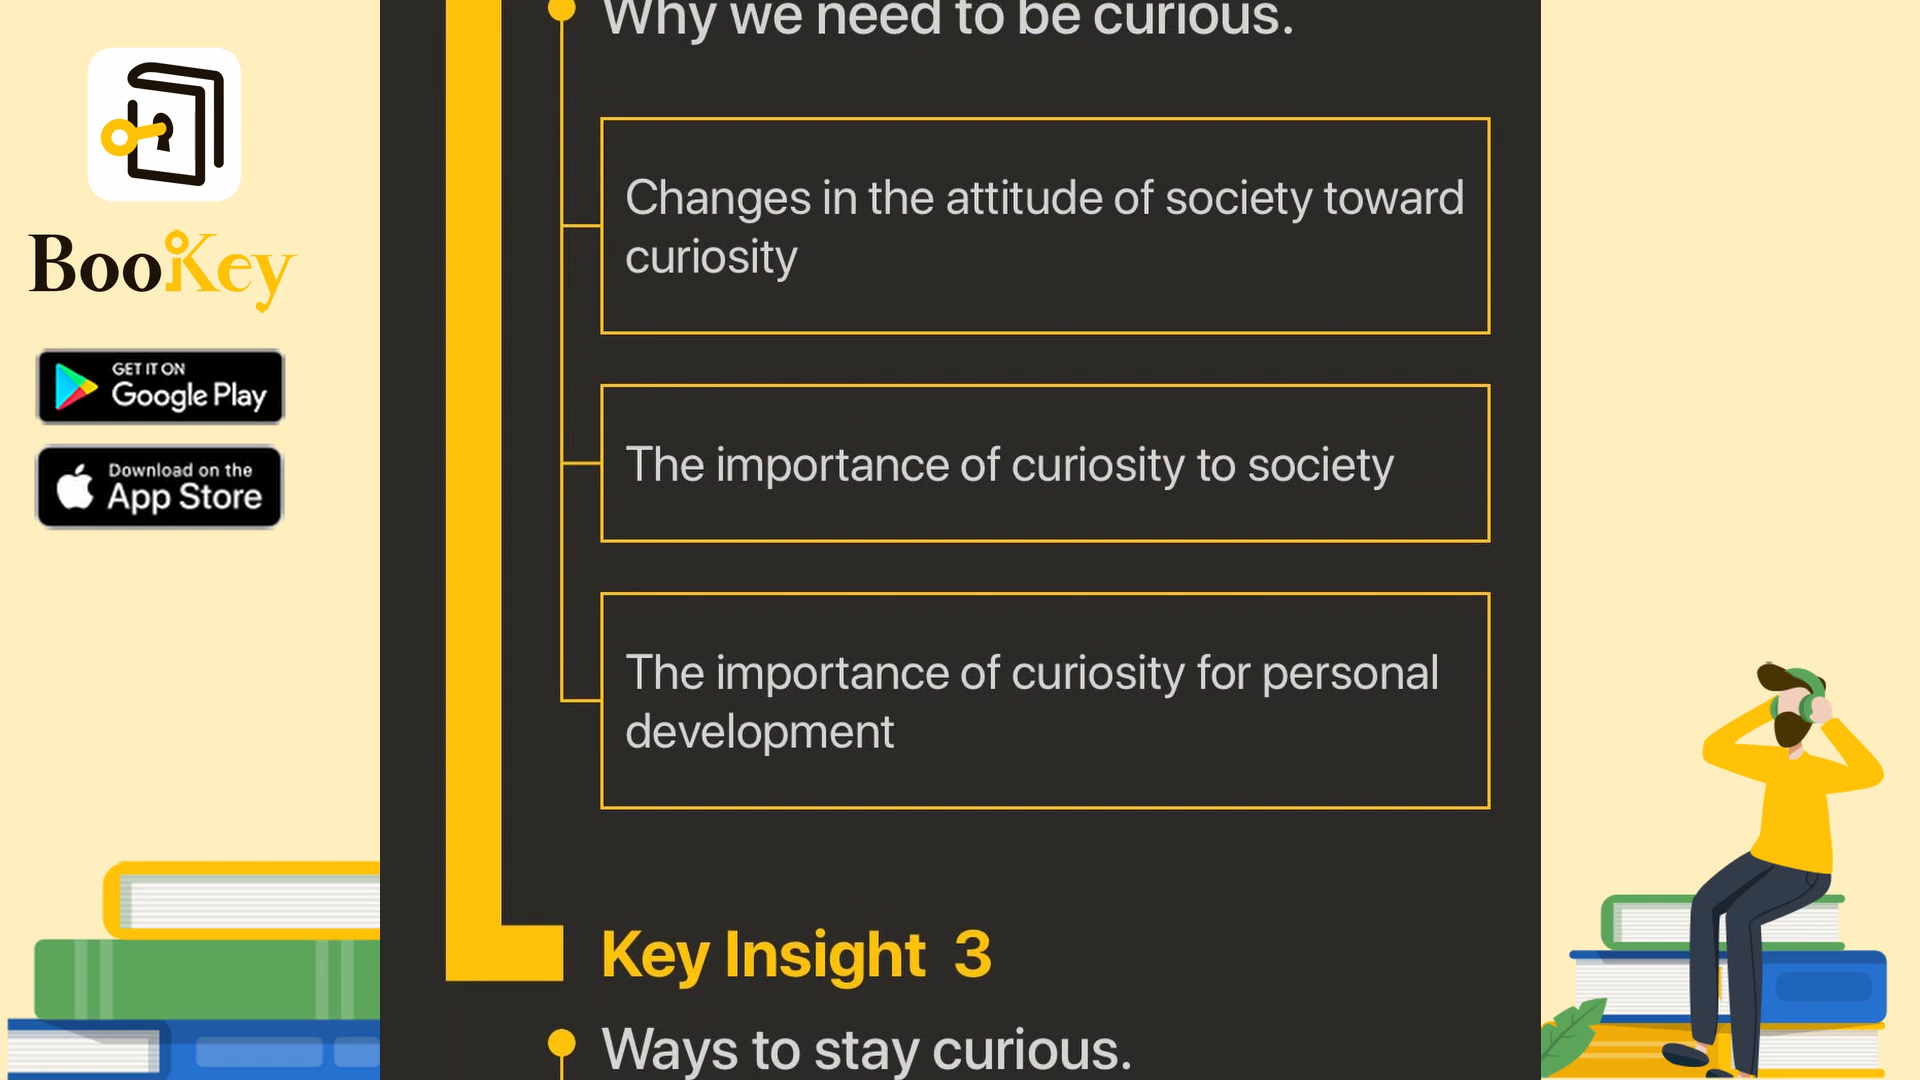 Why we need to be curious.
Changes in the attitude of society toward
curiosity
The importance of curiosity to society
The importance of curiosity for personal
development
Key Insight 3
Ways to stay curious.
BooKey
GET IT ON
Google Play
Download on the
App Store